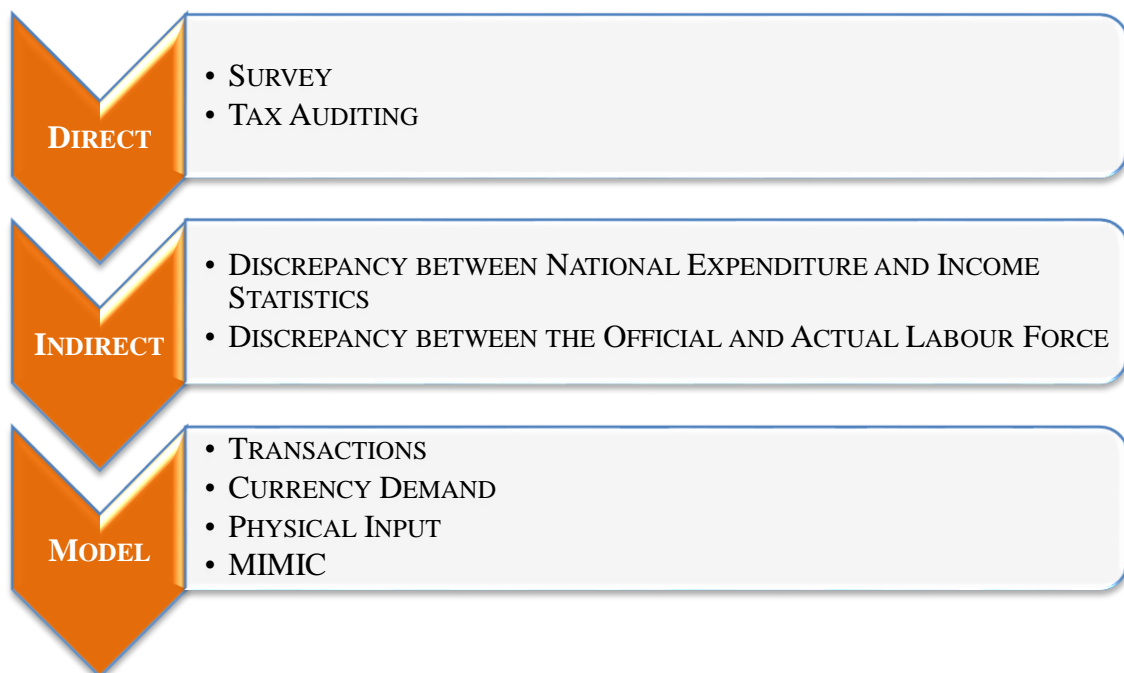 DIRECT
• SURVEY
• TAX AUDITING
INDIRECT
• DISCREPANCY BETWEEN NATIONAL EXPENDITURE AND INCOME
STATISTICS
• DISCREPANCY BETWEEN THE OFFICIAL AND ACTUAL LABOUR FORCE
MODEL
• TRANSACTIONS
• CURRENCY DEMAND
• PHYSICAL INPUT
• MIMIC